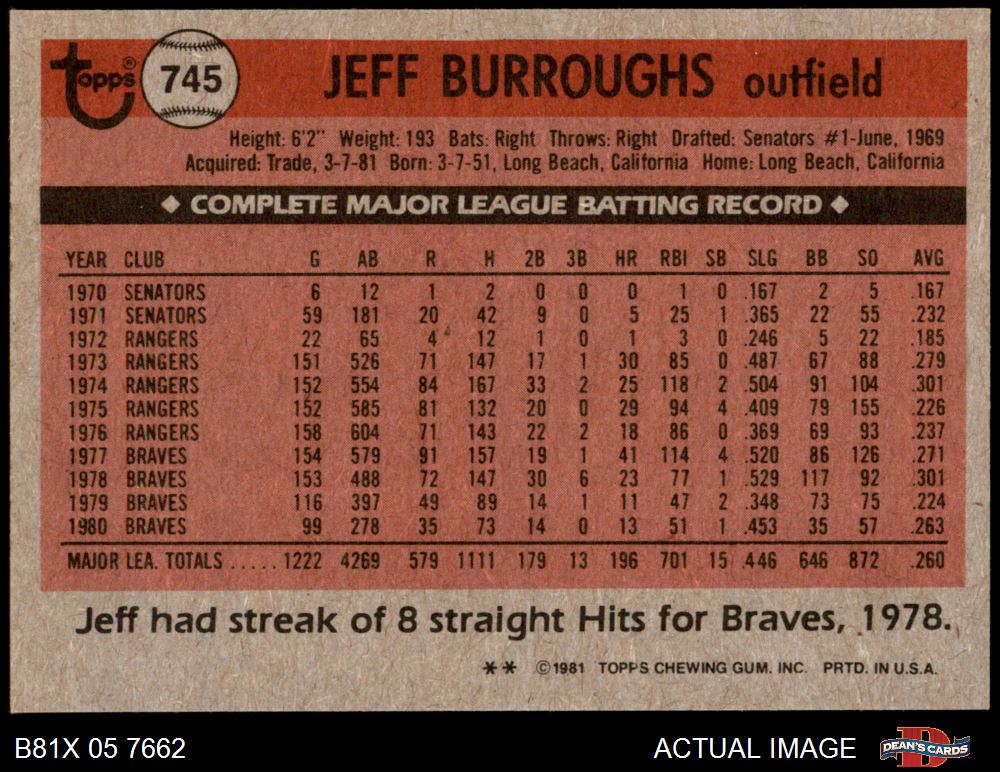 topps® 745 JEFF BURROUGHS outfield
Height: 6'2" Weight: 193 Bats: Right Throws: Right Drafted: Senators #1-June, 1969
Acquired: Trade, 3-7-81 Born: 3-7-51, Long Beach, California Home: Long Beach, California
◆ COMPLETE MAJOR LEAGUE BATTING RECORD ◆
YEAR CLUB G AB R H 2B 3B HR RBI SB SLG BB SO AVG
1970 SENATORS 6 12 1 2 0 0 0 1 0 .167 2 5 .167
1971 SENATORS 59 181 20 42 9 0 5 25 1 .365 22 55 .232
1972 RANGERS 22 65 4 12 1 0 1 3 0 .246 5 22 .185
1973 RANGERS 151 526 71 147 17 1 30 85 0 .487 67 88 .279
1974 RANGERS 152 554 84 167 33 2 25 118 2 .504 91 104 .301
1975 RANGERS 152 585 81 132 20 0 29 94 4 .409 79 155 .226
1976 RANGERS 158 604 71 143 22 2 18 86 0 .369 69 93 .237
1977 BRAVES 154 579 91 157 19 1 41 114 4 .520 86 126 .271
1978 BRAVES 153 488 72 147 30 6 23 77 1 .529 117 92 .301
1979 BRAVES 116 397 49 89 14 1 11 47 2 .348 73 75 .224
1980 BRAVES 99 278 35 73 14 0 13 51 1 .453 35 57 .263
MAJOR LEA. TOTALS ..... 1222 4269 579 1111 179 13 196 701 15 .446 646 872 .260
Jeff had streak of 8 straight Hits for Braves, 1978.
** ©1981 TOPPS CHEWING GUM. INC. PRTD. IN U.S.A.
B81X 05 7662 ACTUAL IMAGE DEAN'S CARDS